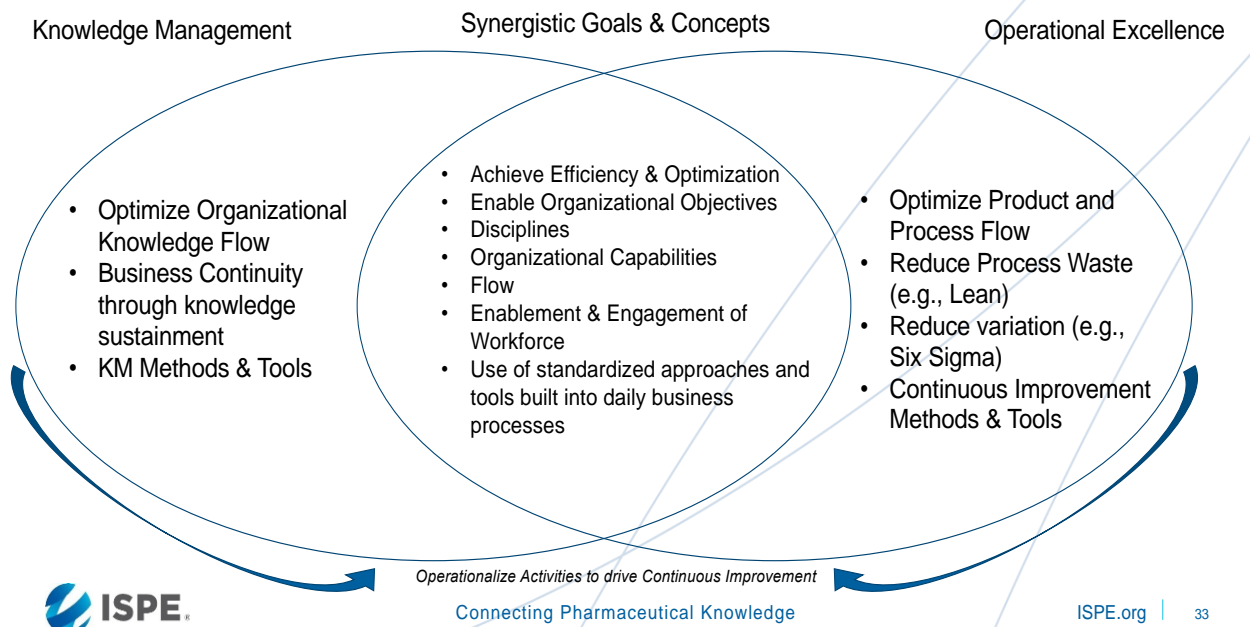 Knowledge Management
Synergistic Goals & Concepts
Operational Excellence
• Optimize Organizational
Knowledge Flow
• Business Continuity
through knowledge
sustainment
• KM Methods & Tools
• Achieve Efficiency & Optimization
• Enable Organizational Objectives
• Disciplines
• Organizational Capabilities
• Flow
• Enablement & Engagement of
Workforce
• Use of standardized approaches and
tools built into daily business
processes
• Optimize Product and
Process Flow
• Reduce Process Waste
(e.g., Lean)
• Reduce variation (e.g.,
Six Sigma)
• Continuous Improvement
Methods & Tools
Operationalize Activities to drive Continuous Improvement
ISPE®
Connecting Pharmaceutical Knowledge
ISPE.org | 33